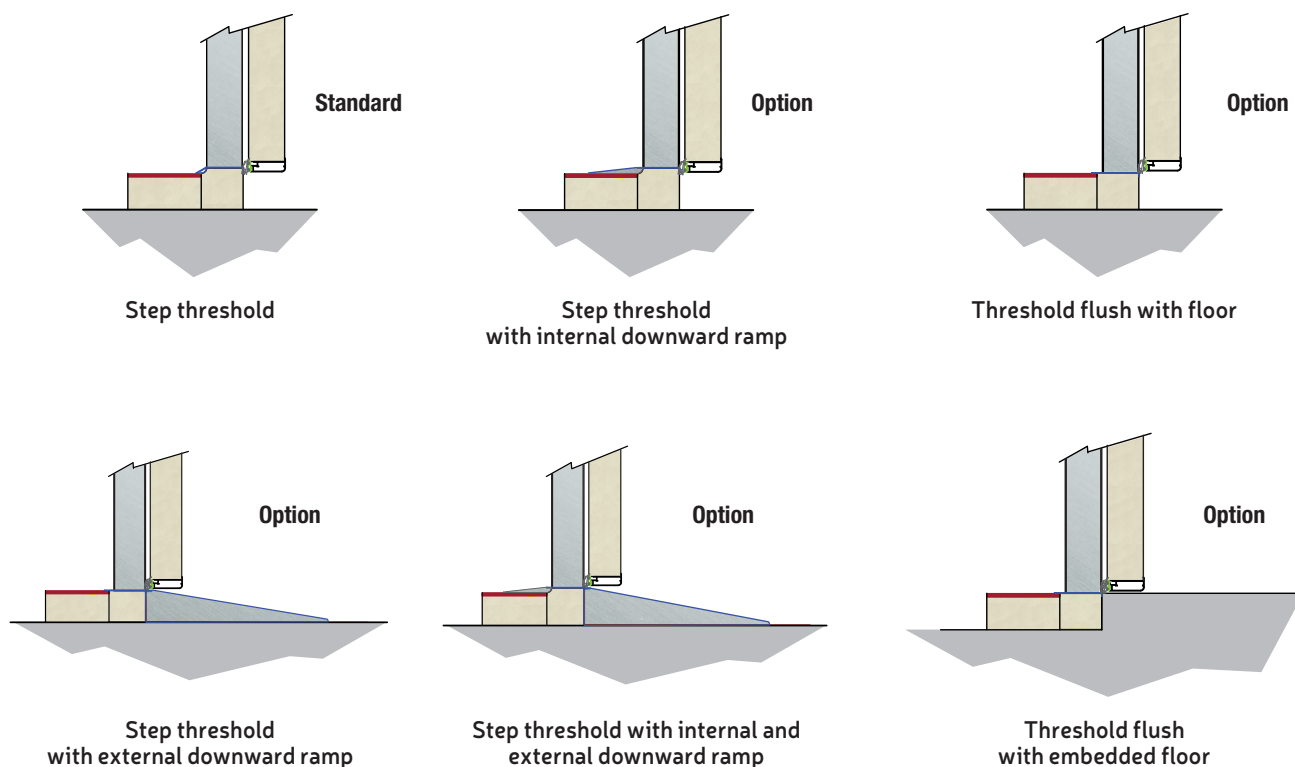 Standard
Step threshold
Option
Step threshold
with internal downward ramp
Option
Threshold flush with floor
Option
Step threshold
with external downward ramp
Option
Step threshold with internal and
external downward ramp
Option
Threshold flush
with embedded floor